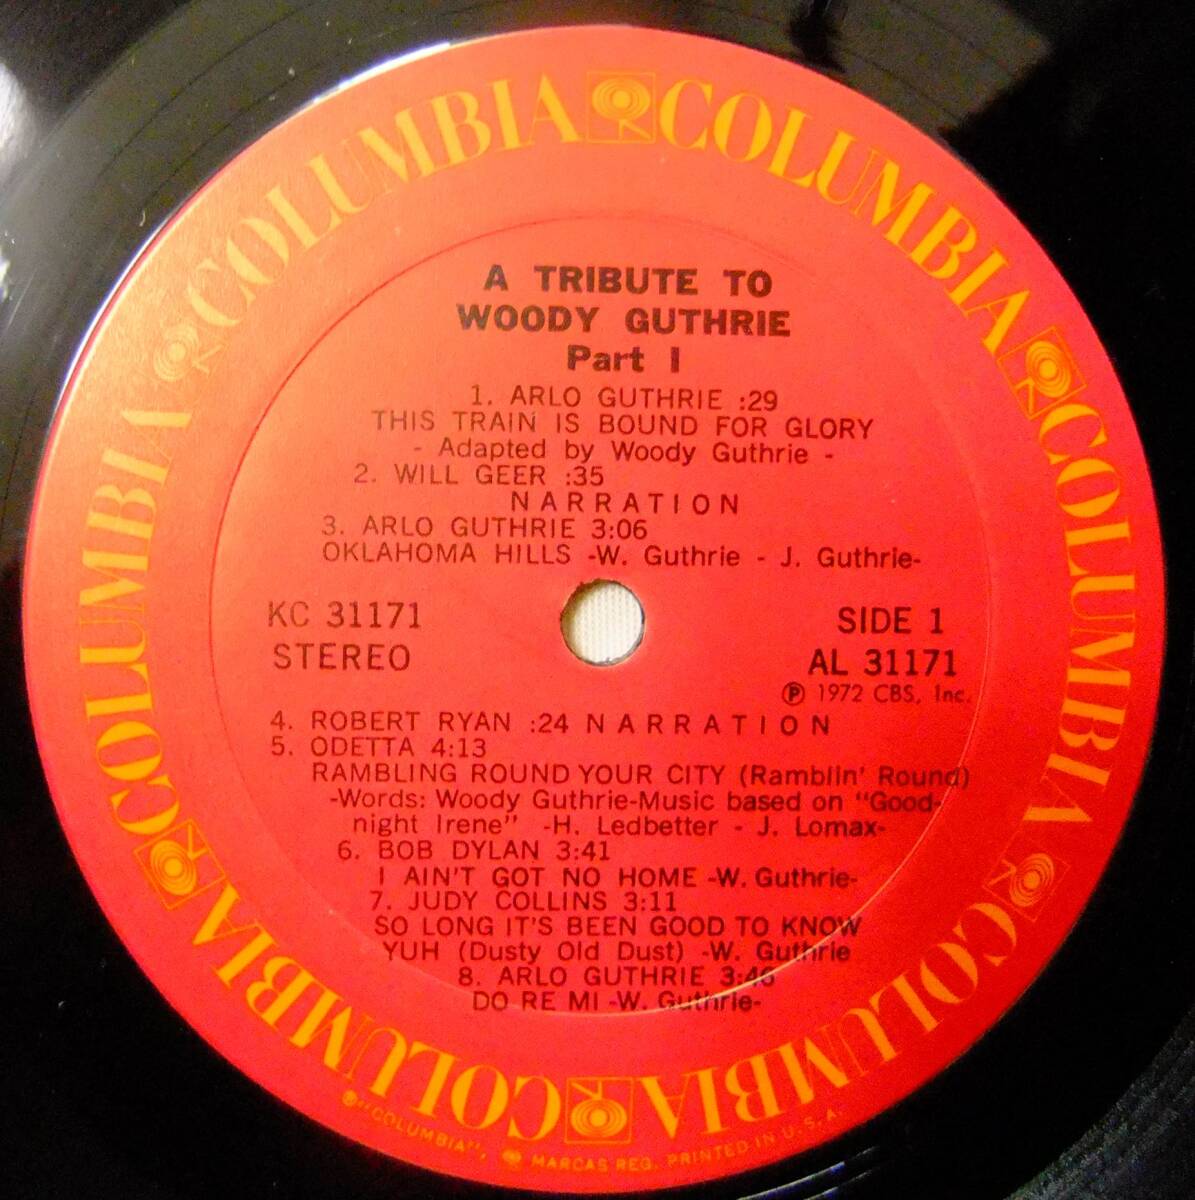 COLUMBIA COLUMBIA COLUMBIA COLUMBIA COLUMBIA COLUMBIA
A TRIBUTE TO
WOODY GUTHRIE
Part I
1. ARLO GUTHRIE :29
THIS TRAIN IS BOUND FOR GLORY
- Adapted by Woody Guthrie -
2. WILL GEER :35
NARRATION
3. ARLO GUTHRIE 3:06
OKLAHOMA HILLS -W. Guthrie - J. Guthrie-
KC 31171
STEREO
SIDE 1
AL 31171
℗ 1972 CBS, Inc.
4. ROBERT RYAN :24 NARRATION
5. ODETTA 4:13
RAMBLING ROUND YOUR CITY (Ramblin' Round)
-Words: Woody Guthrie-Music based on "Good-
night Irene" -H. Ledbetter - J. Lomax-
6. BOB DYLAN 3:41
I AIN'T GOT NO HOME -W. Guthrie-
7. JUDY COLLINS 3:11
SO LONG IT'S BEEN GOOD TO KNOW
YUH (Dusty Old Dust) -W. Guthrie
8. ARLO GUTHRIE 3:46
DO RE MI -W. Guthrie-
® "COLUMBIA", MARCAS REG. PRINTED IN U.S.A.